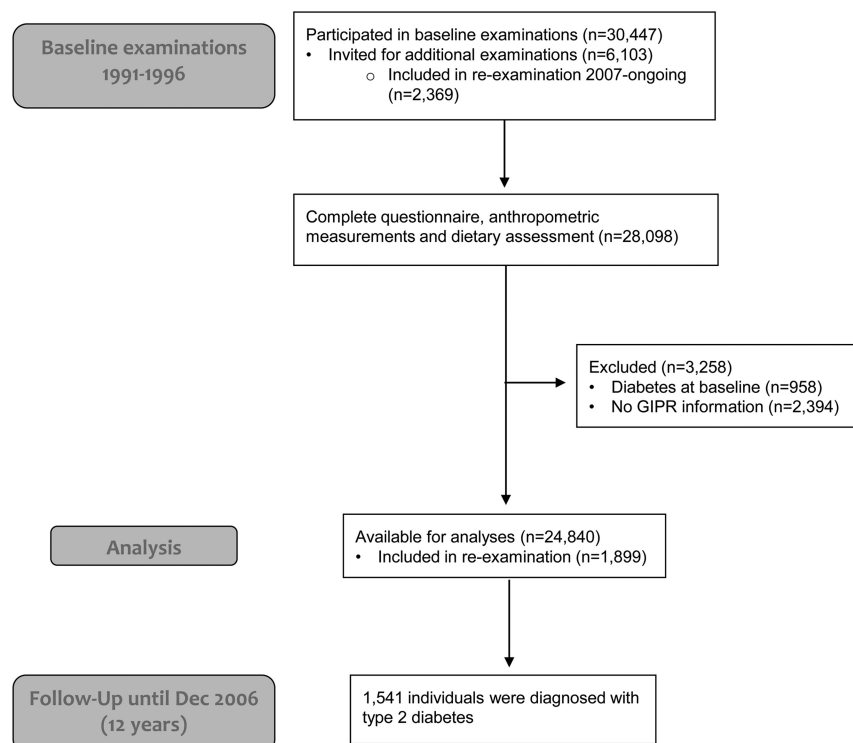 Baseline examinations
1991-1996
Participated in baseline examinations (n=30,447)
• Invited for additional examinations (n=6,103)
o Included in re-examination 2007-ongoing
(n=2,369)
Complete questionnaire, anthropometric
measurements and dietary assessment (n=28,098)
Excluded (n=3,258)
• Diabetes at baseline (n=958)
• No GIPR information (n=2,394)
Analysis
Available for analyses (n=24,840)
• Included in re-examination (n=1,899)
Follow-Up until Dec 2006
(12 years)
1,541 individuals were diagnosed with
type 2 diabetes